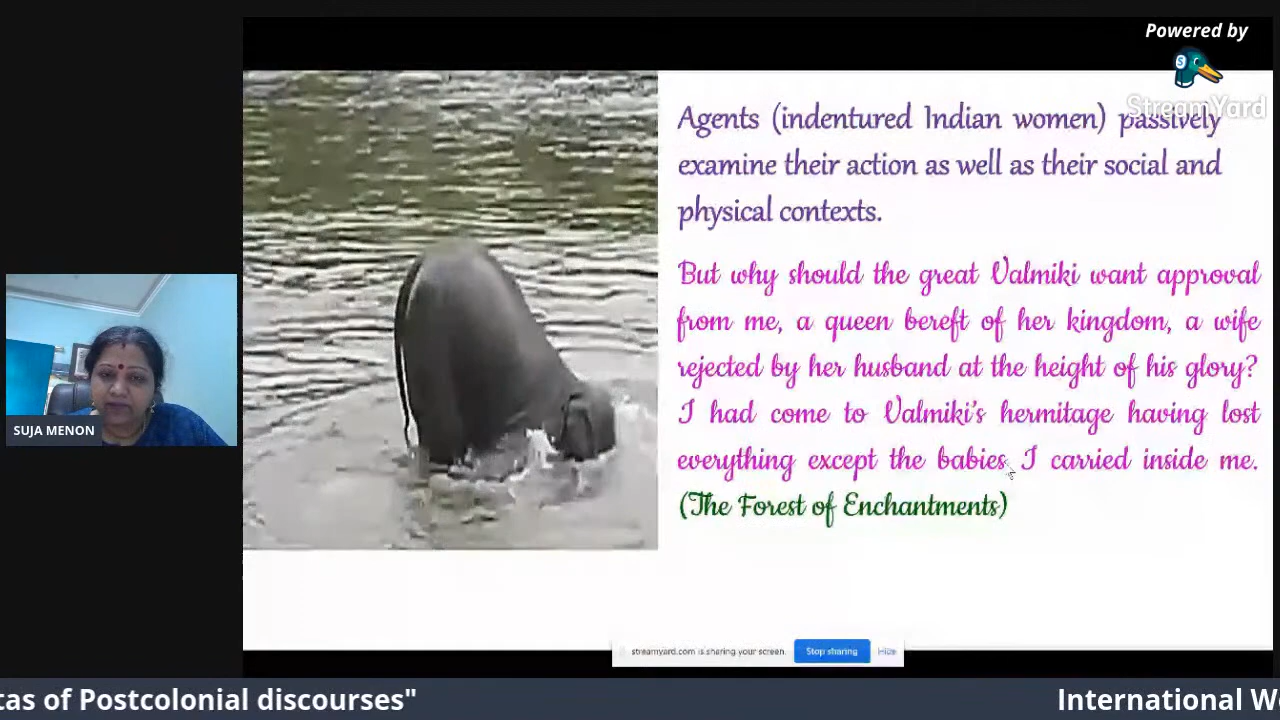 Powered by
StreamYard
Agents (indentured Indian women) passively
examine their action as well as their social and
physical contexts.
But why should the great Valmiki want approval
from me, a queen bereft of her kingdom, a wife
rejected by her husband at the height of his glory?
I had come to Valmiki's hermitage having lost
everything except the babies I carried inside me.
(The Forest of Enchantments)
SUJA MENON
streamyard.com is sharing your screen.
Stop sharing
Hide
tas of Postcolonial discourses"
International W